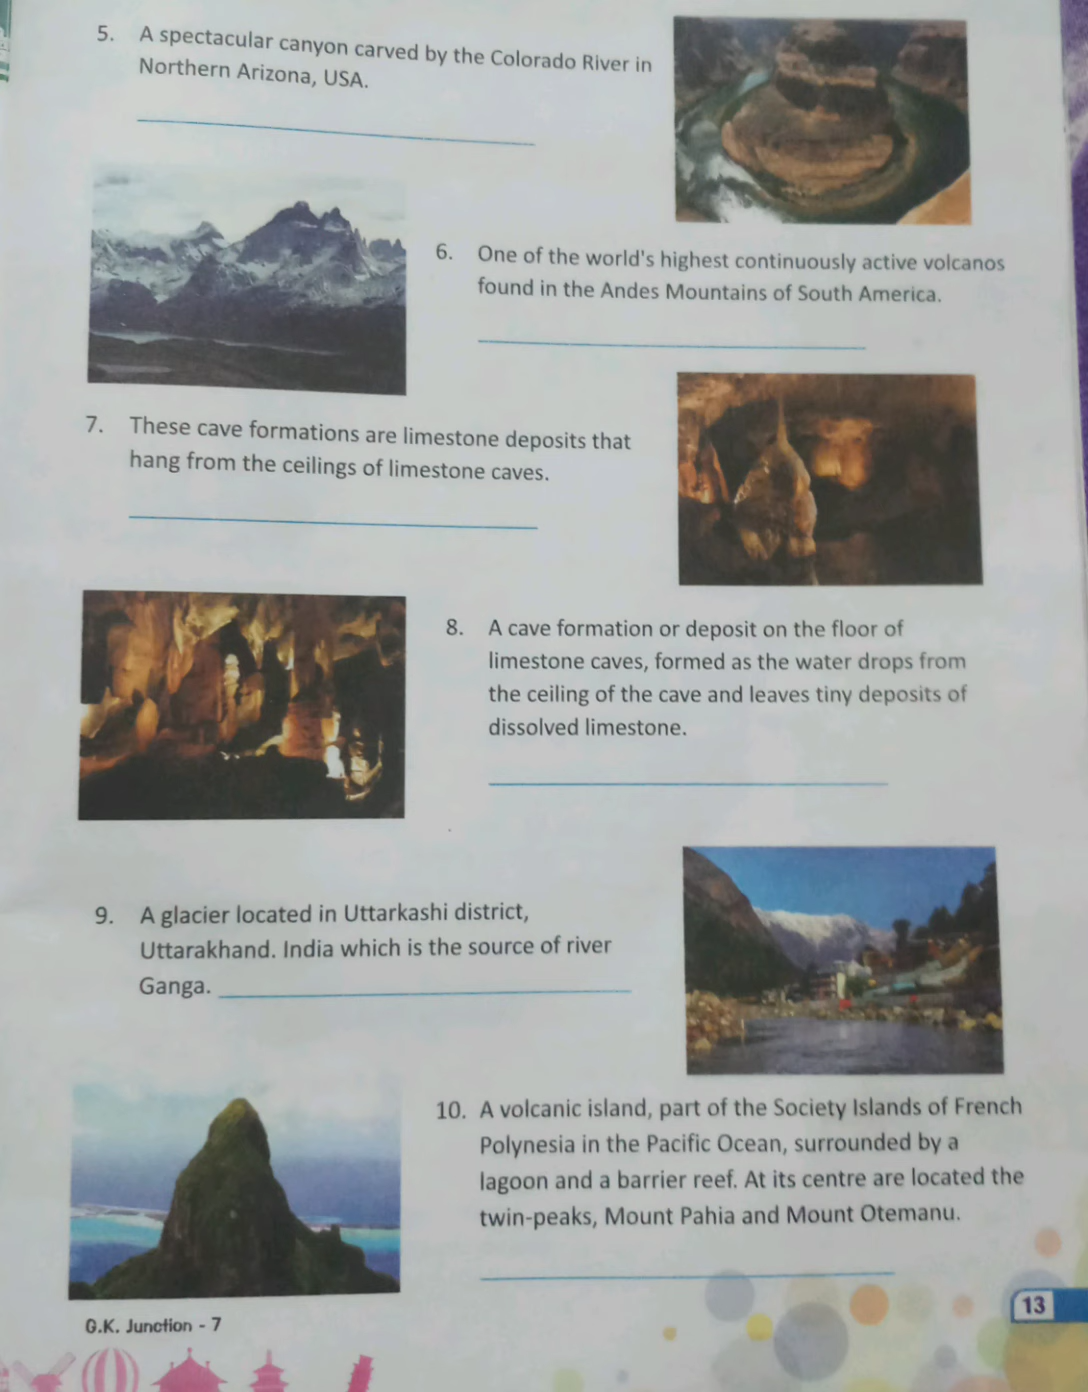 5. A spectacular canyon carved by the Colorado River in
Northern Arizona, USA.
6. One of the world's highest continuously active volcanos
found in the Andes Mountains of South America.
7. These cave formations are limestone deposits that
hang from the ceilings of limestone caves.
8. A cave formation or deposit on the floor of
limestone caves, formed as the water drops from
the ceiling of the cave and leaves tiny deposits of
dissolved limestone.
9. A glacier located in Uttarkashi district,
Uttarakhand. India which is the source of river
Ganga.
10. A volcanic island, part of the Society Islands of French
Polynesia in the Pacific Ocean, surrounded by a
lagoon and a barrier reef. At its centre are located the
twin-peaks, Mount Pahia and Mount Otemanu.
G.K. Junction - 7
13